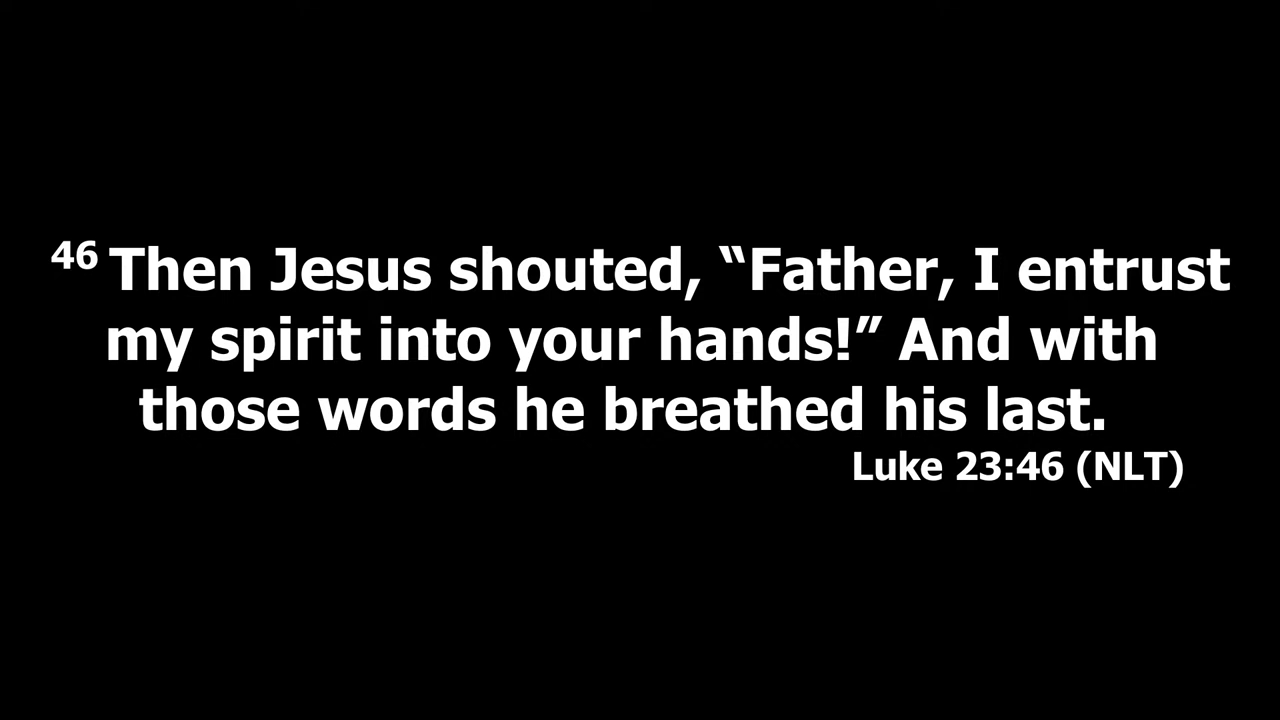 46 Then Jesus shouted, “Father, I entrust
my spirit into your hands!” And with
those words he breathed his last.
Luke 23:46 (NLT)